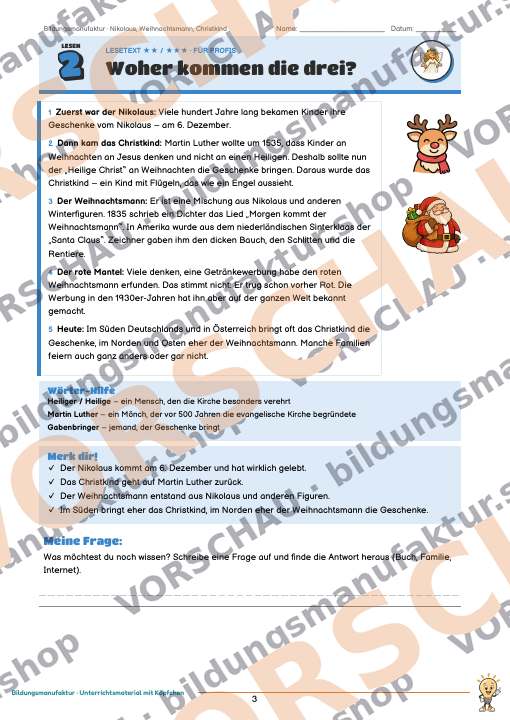 Bildungsmanufaktur · Nikolaus, Weihnachtsmann, Christkind Name: Datum:
LESEN
2
LESETEXT ★★ / ★★★ · FÜR PROFIS
Woher kommen die drei?
1 Zuerst war der Nikolaus: Viele hundert Jahre lang bekamen Kinder ihre
Geschenke vom Nikolaus – am 6. Dezember.
2 Dann kam das Christkind: Martin Luther wollte um 1535, dass Kinder an
Weihnachten an Jesus denken und nicht an einen Heiligen. Deshalb sollte nun
der „Heilige Christ“ an Weihnachten die Geschenke bringen. Daraus wurde das
Christkind – ein Kind mit Flügeln, das wie ein Engel aussieht.
3 Der Weihnachtsmann: Er ist eine Mischung aus Nikolaus und anderen
Winterfiguren. 1835 schrieb ein Dichter das Lied „Morgen kommt der
Weihnachtsmann“. In Amerika wurde aus dem niederländischen Sinterklaas der
„Santa Claus“. Zeichner gaben ihm den dicken Bauch, den Schlitten und die
Rentiere.
4 Der rote Mantel: Viele denken, eine Getränkewerbung habe den roten
Weihnachtsmann erfunden. Das stimmt nicht: Er trug schon vorher Rot. Die
Werbung in den 1930er-Jahren hat ihn aber auf der ganzen Welt bekannt
gemacht.
5 Heute: Im Süden Deutschlands und in Österreich bringt oft das Christkind die
Geschenke, im Norden und Osten eher der Weihnachtsmann. Manche Familien
feiern auch ganz anders oder gar nicht.
Wörter-Hilfe
Heiliger / Heilige – ein Mensch, den die Kirche besonders verehrt
Martin Luther – ein Mönch, der vor 500 Jahren die evangelische Kirche begründete
Gabenbringer – jemand, der Geschenke bringt
Merk dir!
✓ Der Nikolaus kommt am 6. Dezember und hat wirklich gelebt.
✓ Das Christkind geht auf Martin Luther zurück.
✓ Der Weihnachtsmann entstand aus Nikolaus und anderen Figuren.
✓ Im Süden bringt eher das Christkind, im Norden eher der Weihnachtsmann die Geschenke.
Meine Frage:
Was möchtest du noch wissen? Schreibe eine Frage auf und finde die Antwort heraus (Buch, Familie,
Internet).
Bildungsmanufaktur · Unterrichtsmaterial mit Köpfchen
3
VORSCHAU · bildungsmanufaktur.shop
VORSCHAU